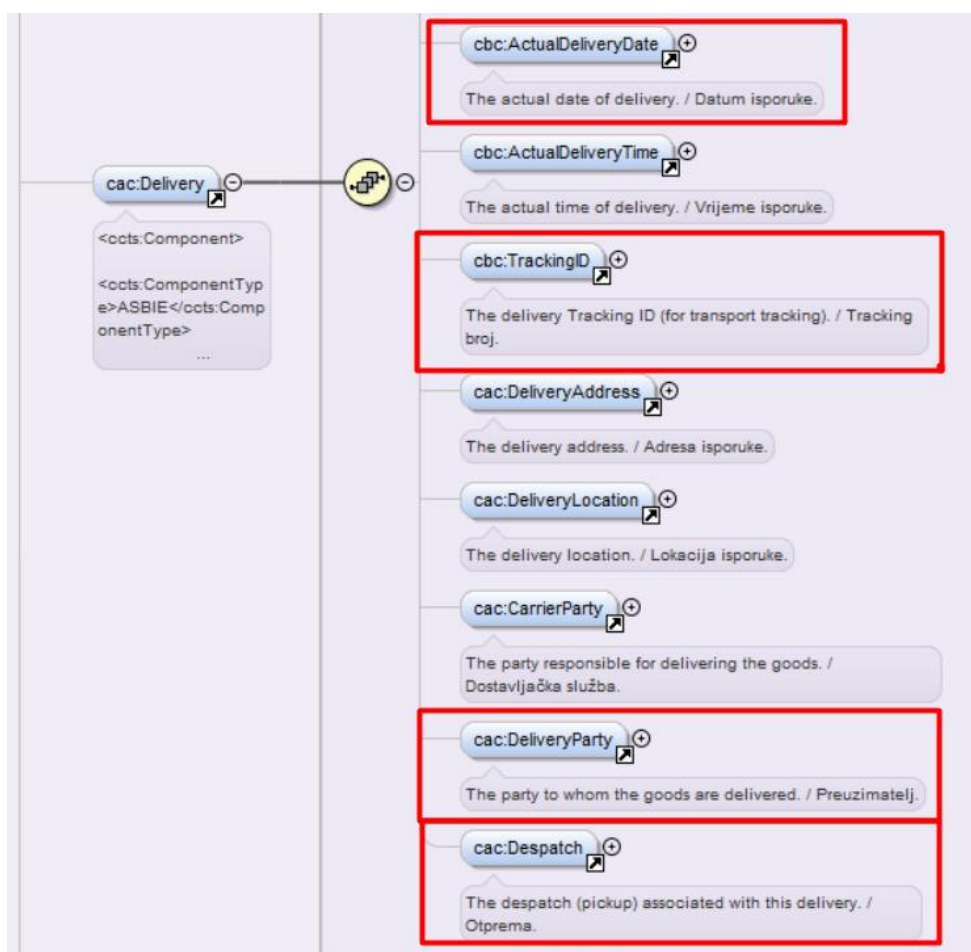 cbc:ActualDeliveryDate
The actual date of delivery. / Datum isporuke.
cbc:ActualDeliveryTime
The actual time of delivery. / Vrijeme isporuke.
cac:Delivery
<ccts:Component>
<ccts:ComponentTyp
e>ASBIE</ccts:Comp
onentType>
...
cbc:TrackingID
The delivery Tracking ID (for transport tracking). / Tracking
broj.
cac:DeliveryAddress
The delivery address. / Adresa isporuke.
cac:DeliveryLocation
The delivery location. / Lokacija isporuke.
cac:CarrierParty
The party responsible for delivering the goods. /
Dostavljačka služba.
cac:DeliveryParty
The party to whom the goods are delivered. / Preuzimatelj.
cac:Despatch
The despatch (pickup) associated with this delivery. /
Otprema.